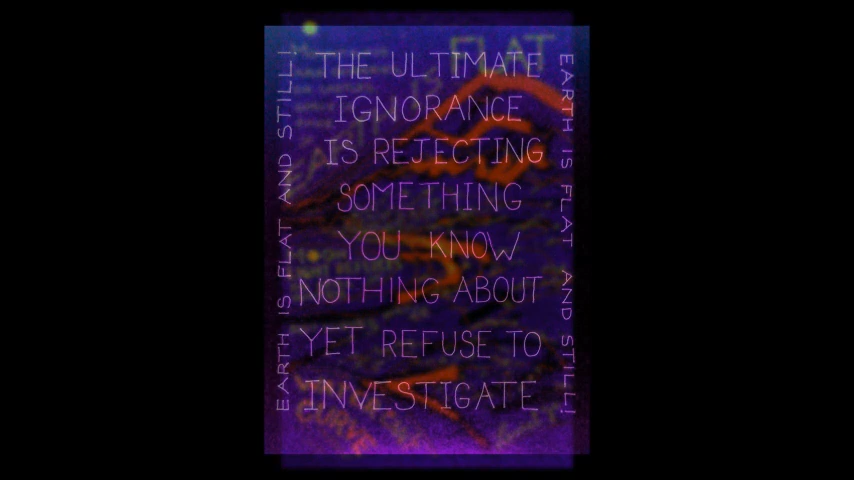 THE ULTIMATE
IGNORANCE
IS REJECTING
SOMETHING
YOU KNOW
NOTHING ABOUT
YET REFUSE TO
INVESTIGATE
EARTH IS FLAT AND STILL!
EARTH IS FLAT AND STILL!
FLAT